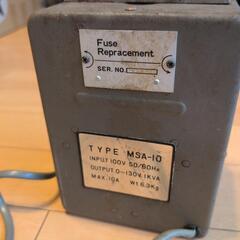 Fuse
Repracement
SER. NO.
TYPE MSA-10
INPUT 100V 50/60Hz
OUTPUT 0-130V 1KVA
MAX. 10A Wt 6.3Kg